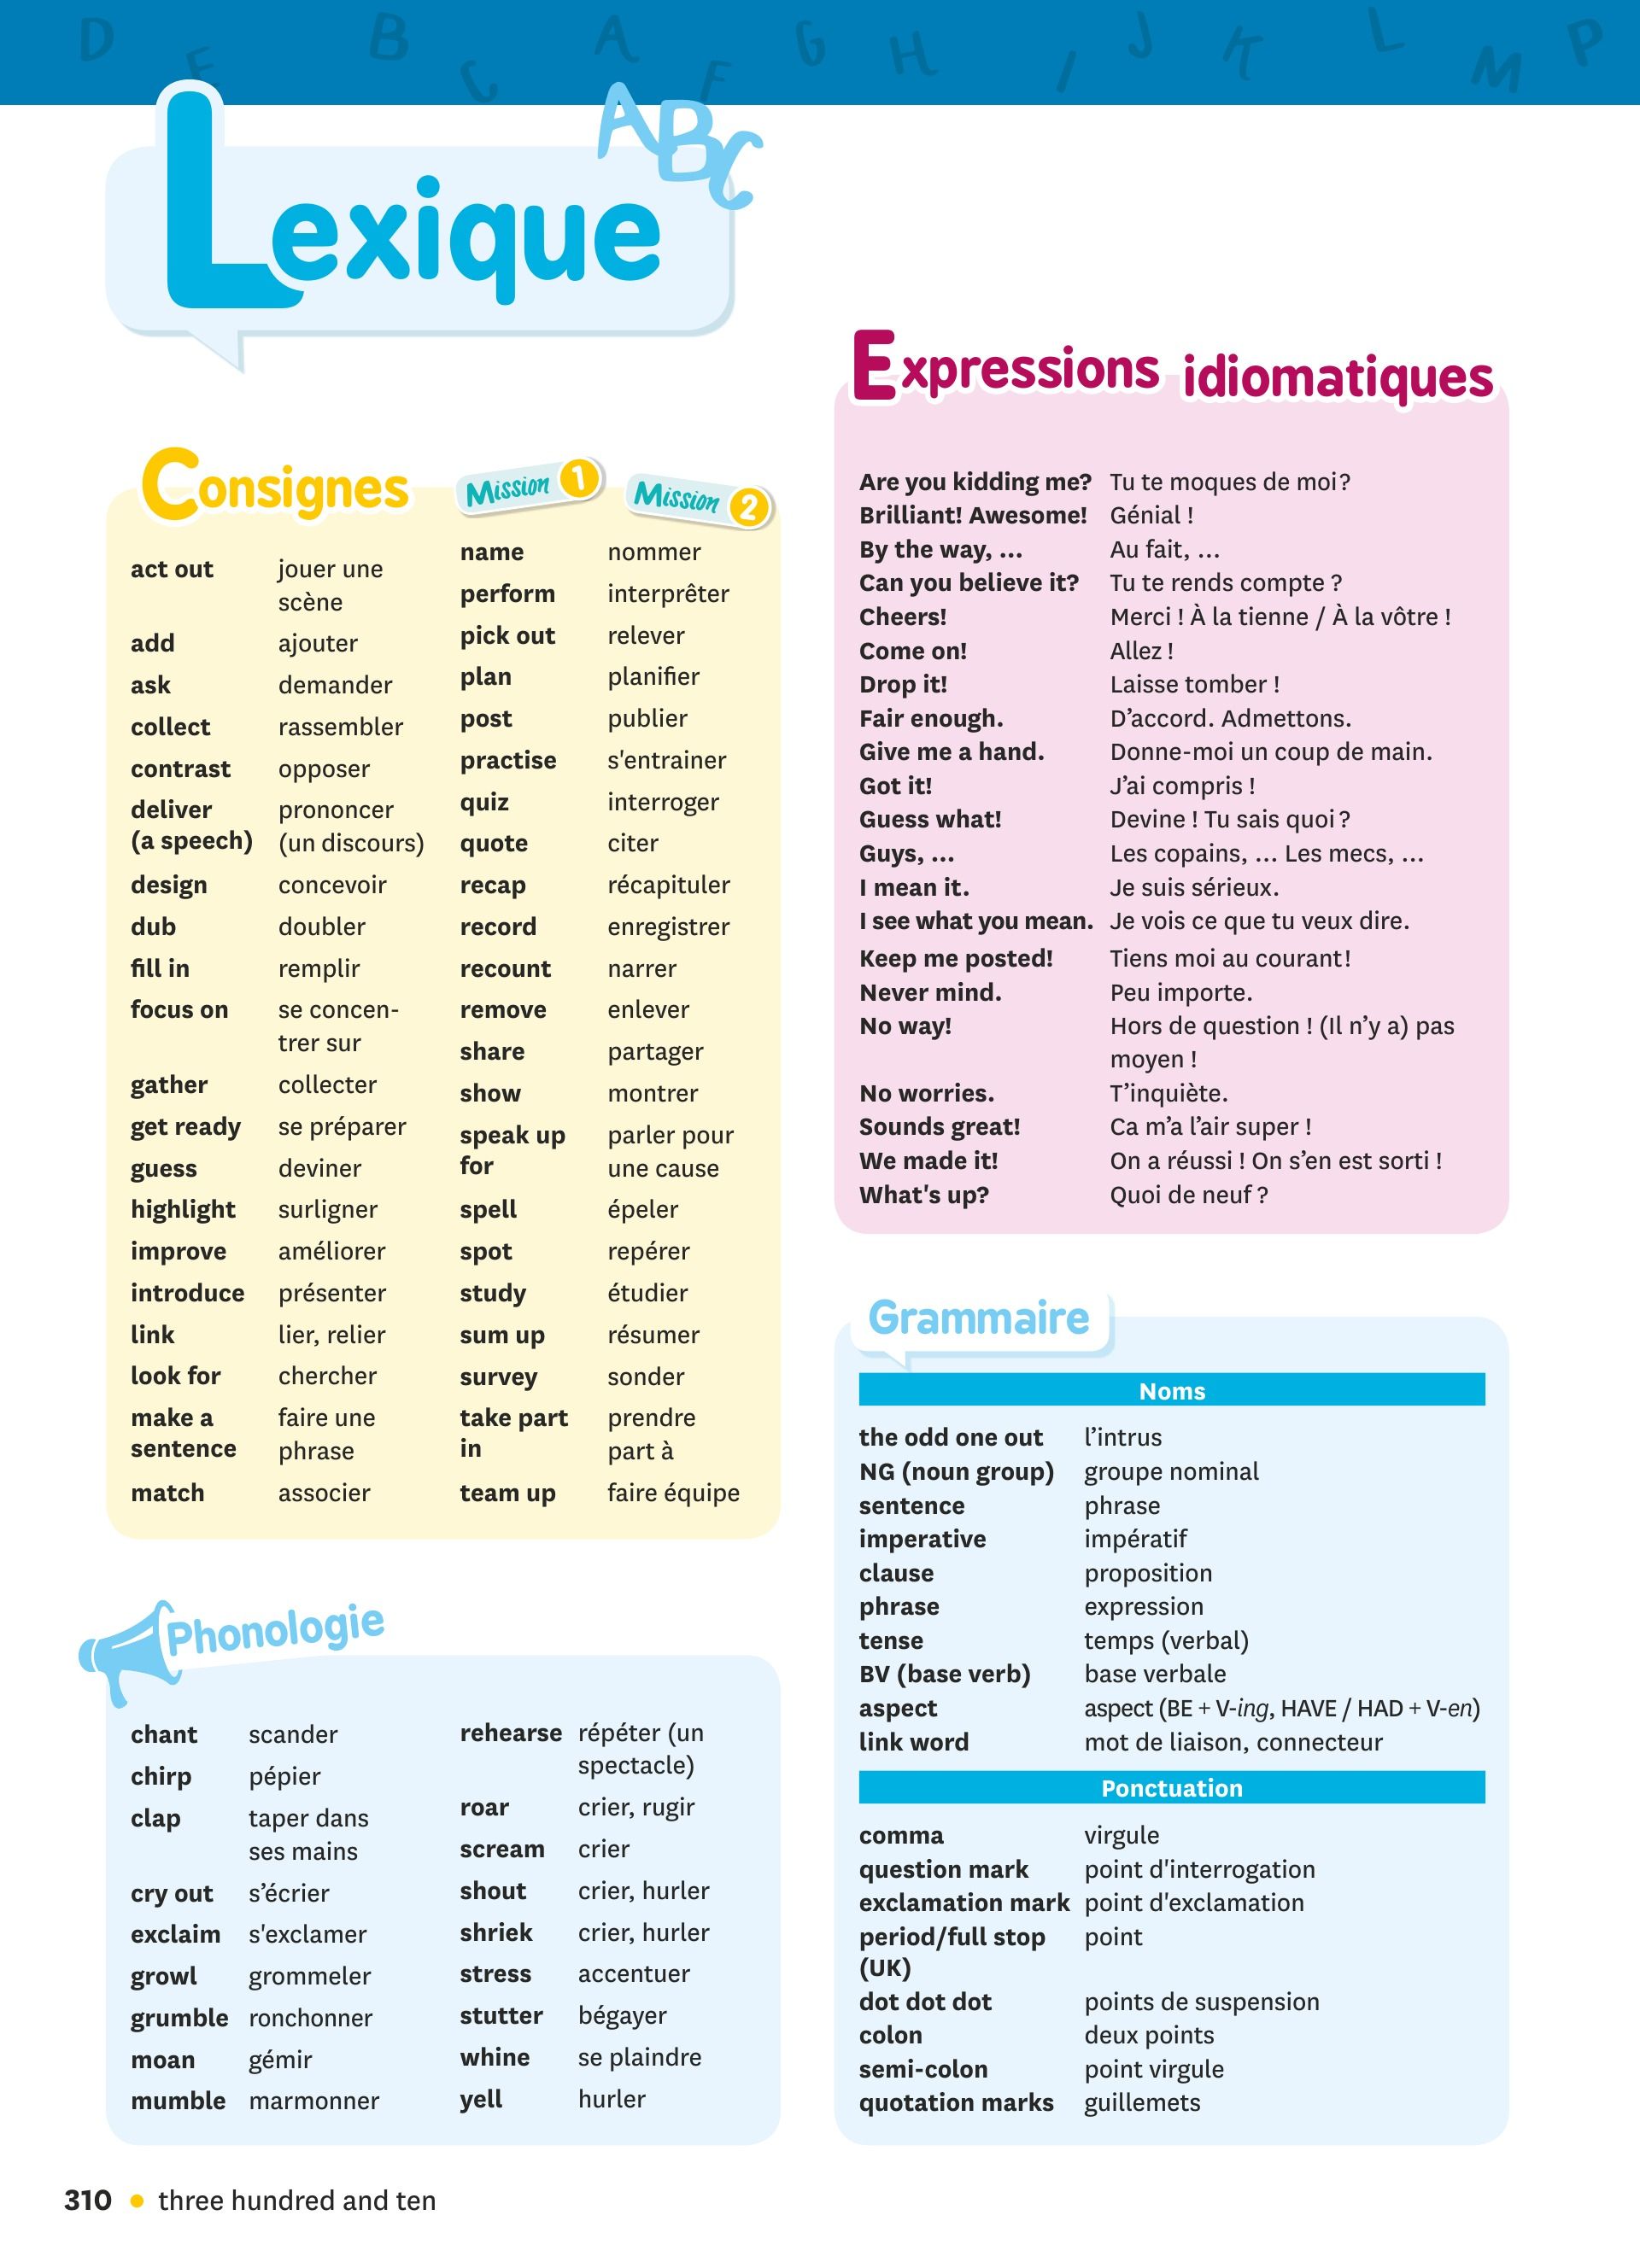 D E B C A F G H I J K L M P
ABC
Lexique
Consignes
Mission 1
Mission 2
act out jouer une
scène
add ajouter
ask demander
collect rassembler
contrast opposer
deliver prononcer
(a speech) (un discours)
design concevoir
dub doubler
fill in remplir
focus on se concen-
trer sur
gather collecter
get ready se préparer
guess deviner
highlight surligner
improve améliorer
introduce présenter
link lier, relier
look for chercher
make a faire une
sentence phrase
match associer
name nommer
perform interprêter
pick out relever
plan planifier
post publier
practise s'entrainer
quiz interroger
quote citer
recap récapituler
record enregistrer
recount narrer
remove enlever
share partager
show montrer
speak up parler pour
for une cause
spell épeler
spot repérer
study étudier
sum up résumer
survey sonder
take part prendre
in part à
team up faire équipe
Phonologie
chant scander
chirp pépier
clap taper dans
ses mains
cry out s’écrier
exclaim s'exclamer
growl grommeler
grumble ronchonner
moan gémir
mumble marmonner
rehearse répéter (un
spectacle)
roar crier, rugir
scream crier
shout crier, hurler
shriek crier, hurler
stress accentuer
stutter bégayer
whine se plaindre
yell hurler
Expressions idiomatiques
Are you kidding me? Tu te moques de moi ?
Brilliant! Awesome! Génial !
By the way, … Au fait, …
Can you believe it? Tu te rends compte ?
Cheers! Merci ! À la tienne / À la vôtre !
Come on! Allez !
Drop it! Laisse tomber !
Fair enough. D’accord. Admettons.
Give me a hand. Donne-moi un coup de main.
Got it! J’ai compris !
Guess what! Devine ! Tu sais quoi ?
Guys, … Les copains, … Les mecs, …
I mean it. Je suis sérieux.
I see what you mean. Je vois ce que tu veux dire.
Keep me posted! Tiens moi au courant !
Never mind. Peu importe.
No way! Hors de question ! (Il n’y a) pas
moyen !
No worries. T’inquiète.
Sounds great! Ca m’a l’air super !
We made it! On a réussi ! On s’en est sorti !
What's up? Quoi de neuf ?
Grammaire
Noms
the odd one out l’intrus
NG (noun group) groupe nominal
sentence phrase
imperative impératif
clause proposition
phrase expression
tense temps (verbal)
BV (base verb) base verbale
aspect aspect (BE + V-ing, HAVE / HAD + V-en)
link word mot de liaison, connecteur
Ponctuation
comma virgule
question mark point d'interrogation
exclamation mark point d'exclamation
period/full stop point
(UK)
dot dot dot points de suspension
colon deux points
semi-colon point virgule
quotation marks guillemets
310 • three hundred and ten